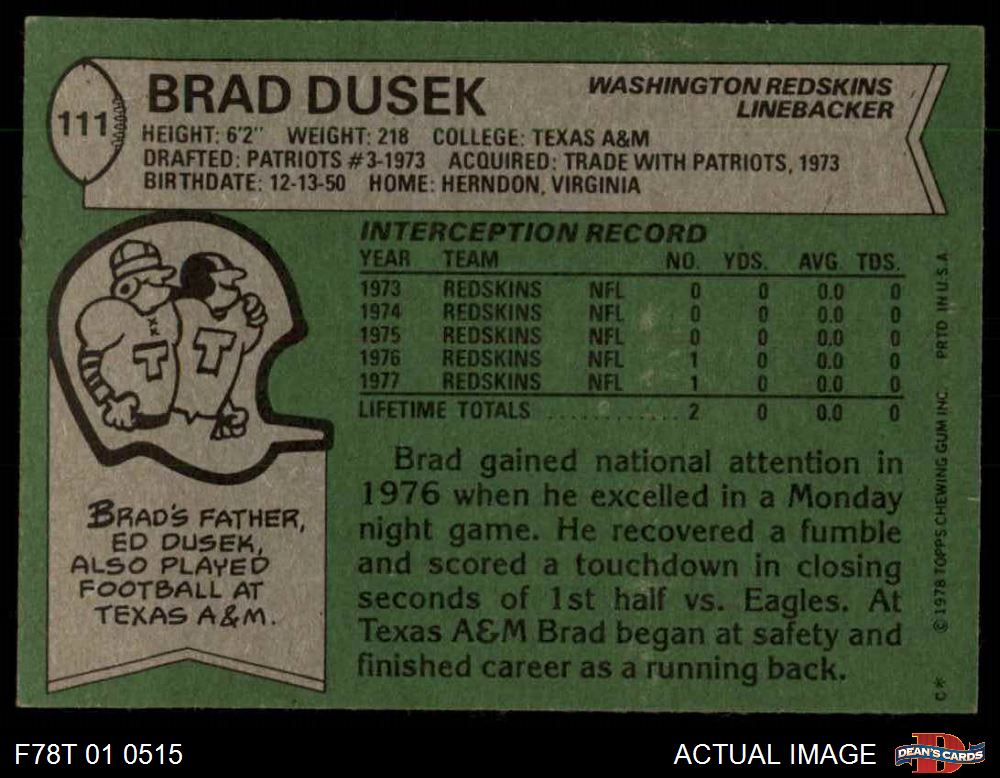 111
BRAD DUSEK
WASHINGTON REDSKINS
LINEBACKER
HEIGHT: 6'2" WEIGHT: 218 COLLEGE: TEXAS A&M
DRAFTED: PATRIOTS #3-1973 ACQUIRED: TRADE WITH PATRIOTS, 1973
BIRTHDATE: 12-13-50 HOME: HERNDON, VIRGINIA
INTERCEPTION RECORD
YEAR TEAM NO. YDS. AVG. TDS.
1973 REDSKINS NFL 0 0 0.0 0
1974 REDSKINS NFL 0 0 0.0 0
1975 REDSKINS NFL 0 0 0.0 0
1976 REDSKINS NFL 1 0 0.0 0
1977 REDSKINS NFL 1 0 0.0 0
LIFETIME TOTALS ............ 2 0 0.0 0
T T
BRAD'S FATHER,
ED DUSEK,
ALSO PLAYED
FOOTBALL AT
TEXAS A&M.
Brad gained national attention in
1976 when he excelled in a Monday
night game. He recovered a fumble
and scored a touchdown in closing
seconds of 1st half vs. Eagles. At
Texas A&M Brad began at safety and
finished career as a running back.
C* © 1978 TOPPS CHEWING GUM INC. PRTD IN U.S.A.
F78T 01 0515
ACTUAL IMAGE
D
DEAN'S CARDS